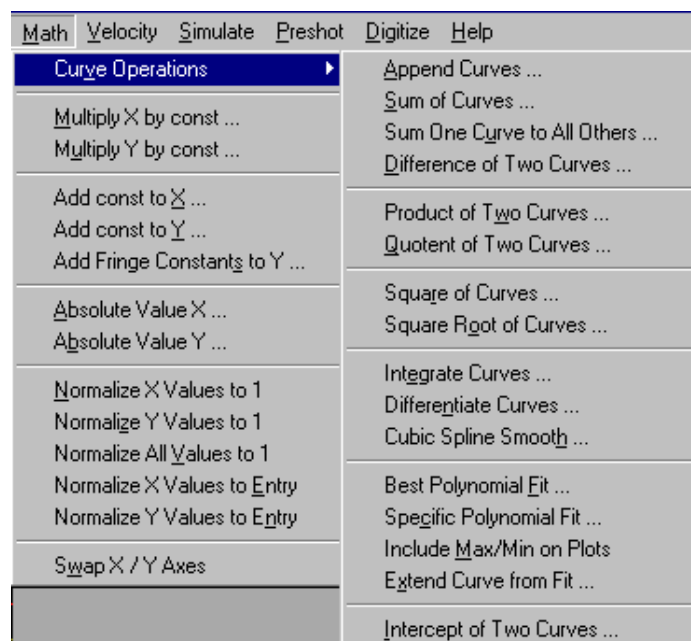 Math Velocity Simulate Preshot Digitize Help
Curve Operations
Multiply X by const ...
Multiply Y by const ...
Add const to X ...
Add const to Y ...
Add Fringe Constants to Y ...
Absolute Value X ...
Absolute Value Y ...
Normalize X Values to 1
Normalize Y Values to 1
Normalize All Values to 1
Normalize X Values to Entry
Normalize Y Values to Entry
Swap X / Y Axes
Append Curves ...
Sum of Curves ...
Sum One Curve to All Others ...
Difference of Two Curves ...
Product of Two Curves ...
Quotent of Two Curves ...
Square of Curves ...
Square Root of Curves ...
Integrate Curves ...
Differentiate Curves ...
Cubic Spline Smooth ...
Best Polynomial Fit ...
Specific Polynomial Fit ...
Include Max/Min on Plots
Extend Curve from Fit ...
Intercept of Two Curves ...